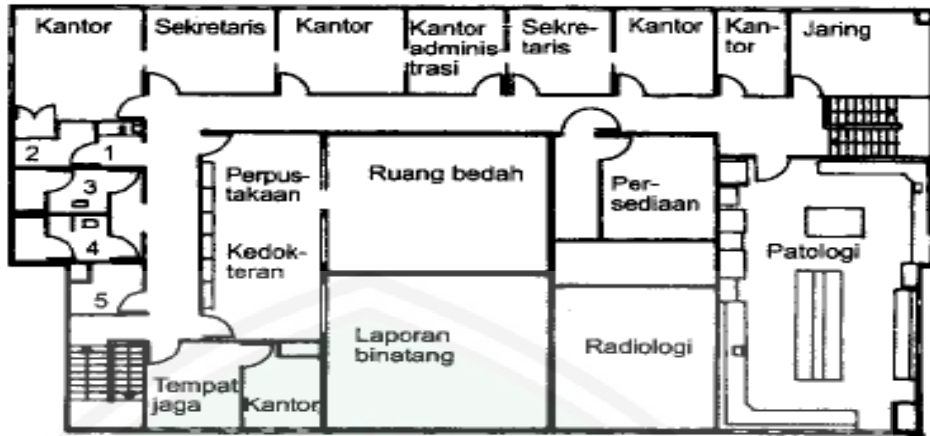 Kantor
Sekretaris
Kantor
Kantor
adminis-
trasi
Sekre-
taris
Kantor
Kan-
tor
Jaring
2
1
3
4
5
Perpus-
takaan
Kedok-
teran
Ruang bedah
Per-
sediaan
Patologi
Laporan
binatang
Radiologi
Tempat
jaga
Kantor